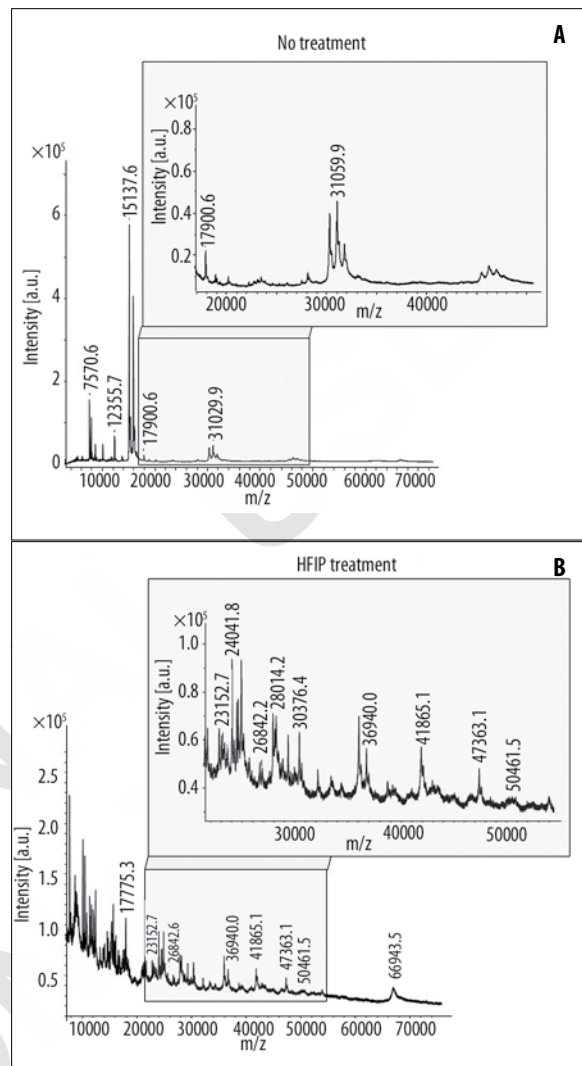 A
No treatment
×10⁵
Intensity [a.u.]
0.8
0.6
0.4
0.2
17900.6
31059.9
20000 30000 40000
m/z
×10⁵
Intensity [a.u.]
6
4
2
0
7570.6
12355.7
15137.6
17900.6
31029.9
10000 20000 30000 40000 50000 60000 70000
m/z
B
HFIP treatment
×10⁵
Intensity [a.u.]
1.0
0.8
0.6
0.4
23152.7
24041.8
26842.2
28014.2
30376.4
36940.0
41865.1
47363.1
50461.5
30000 40000 50000
m/z
×10⁵
Intensity [a.u.]
2.5
2.0
1.5
1.0
0.5
17775.3
23152.7
26842.6
36940.0
41865.1
47363.1
50461.5
66943.5
10000 20000 30000 40000 50000 60000 70000
m/z